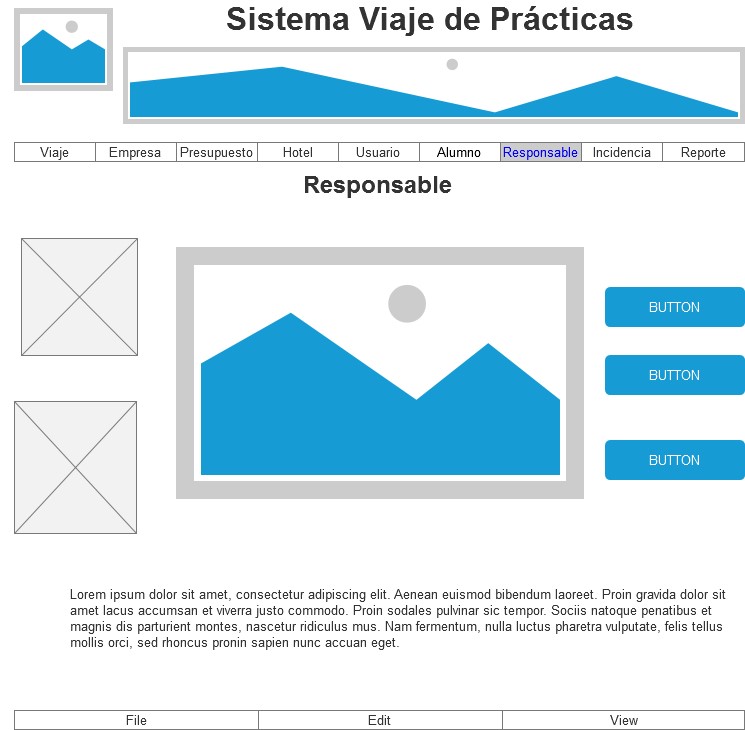 Sistema Viaje de Prácticas
Viaje Empresa Presupuesto Hotel Usuario Alumno Responsable Incidencia Reporte
Responsable
BUTTON
BUTTON
BUTTON
Lorem ipsum dolor sit amet, consectetur adipiscing elit. Aenean euismod bibendum laoreet. Proin gravida dolor sit
amet lacus accumsan et viverra justo commodo. Proin sodales pulvinar sic tempor. Sociis natoque penatibus et
magnis dis parturient montes, nascetur ridiculus mus. Nam fermentum, nulla luctus pharetra vulputate, felis tellus
mollis orci, sed rhoncus pronin sapien nunc accuan eget.
File Edit View